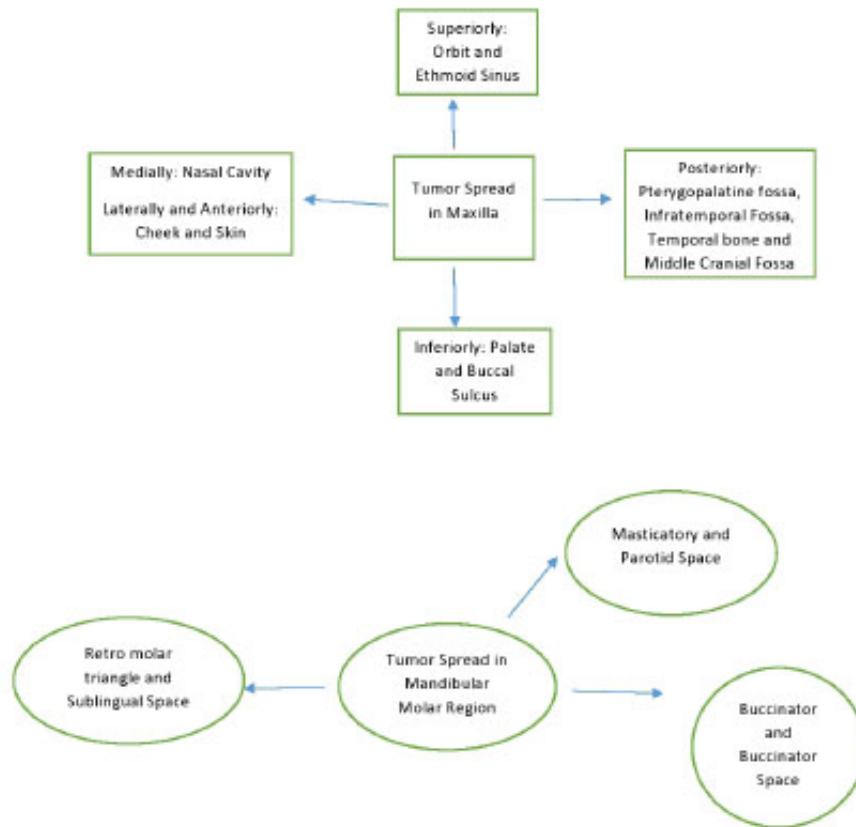 Superiorly:
Orbit and
Ethmoid Sinus
Medially: Nasal Cavity
Laterally and Anteriorly:
Cheek and Skin
Tumor Spread
in Maxilla
Posteriorly:
Pterygopalatine fossa,
Infratemporal Fossa,
Temporal bone and
Middle Cranial Fossa
Inferiorly: Palate
and Buccal
Sulcus
Masticatory and
Parotid Space
Retro molar
triangle and
Sublingual Space
Tumor Spread in
Mandibular
Molar Region
Buccinator
and
Buccinator
Space